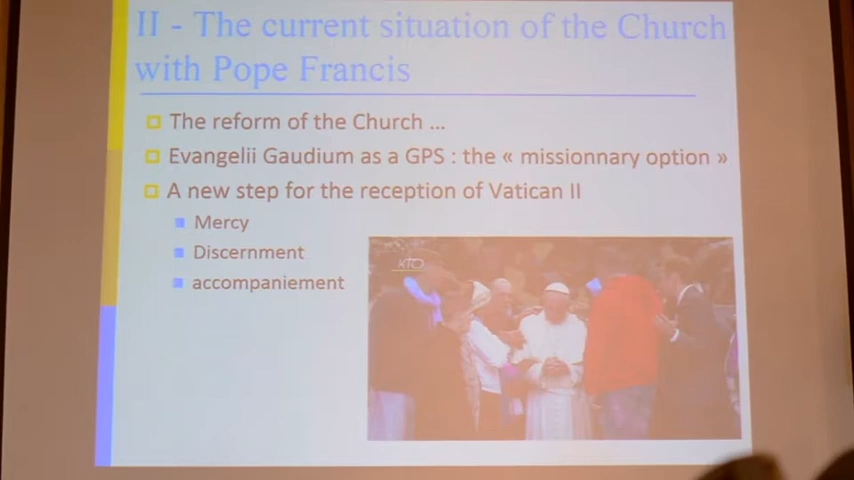 II - The current situation of the Church
with Pope Francis
The reform of the Church ...
Evangelii Gaudium as a GPS : the « missionnary option »
A new step for the reception of Vatican II
Mercy
Discernment
accompaniement
KTO